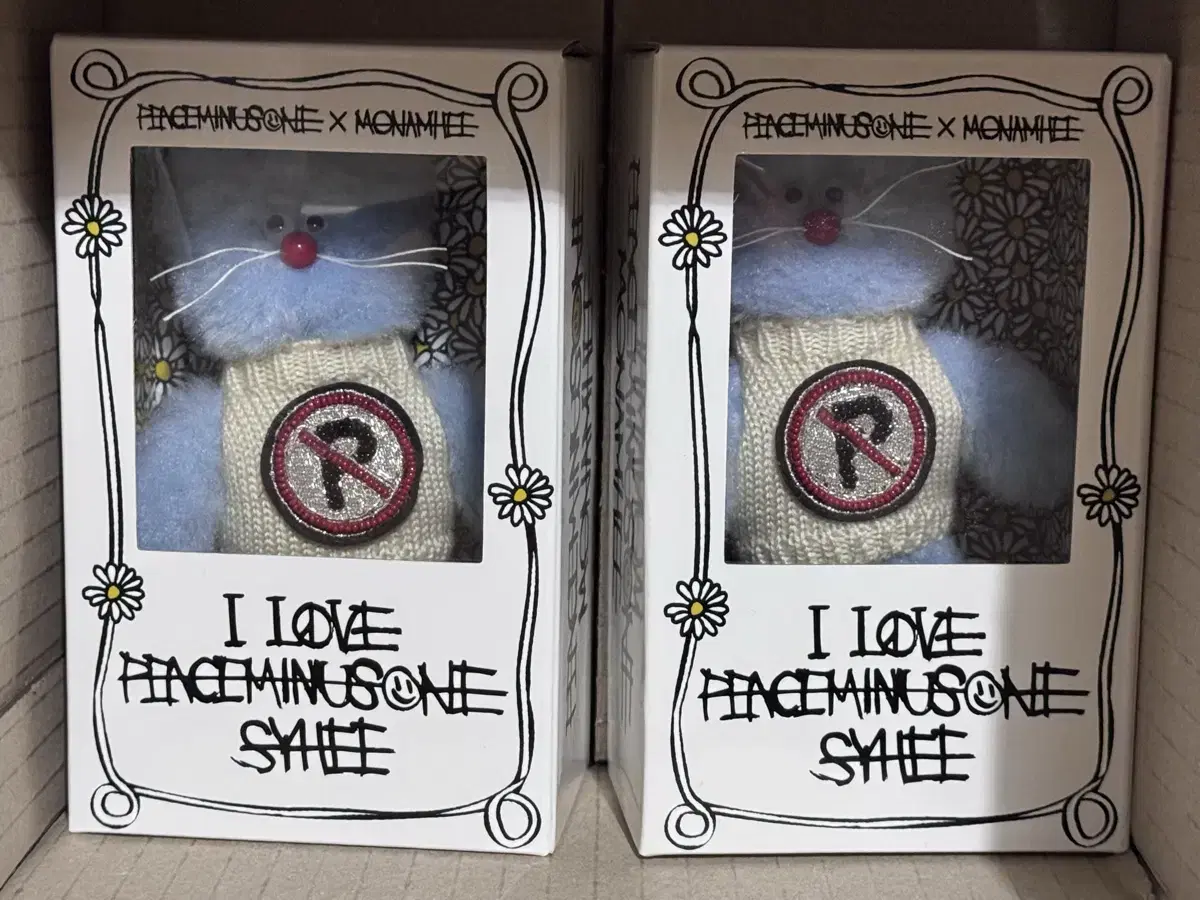 PEACEMINUSONE X MONAMHEE
P
I LOVE
PEACEMINUSONE
SYHEE
PEACEMINUSONE X MONAMHEE
P
I LOVE
PEACEMINUSONE
SYHEE